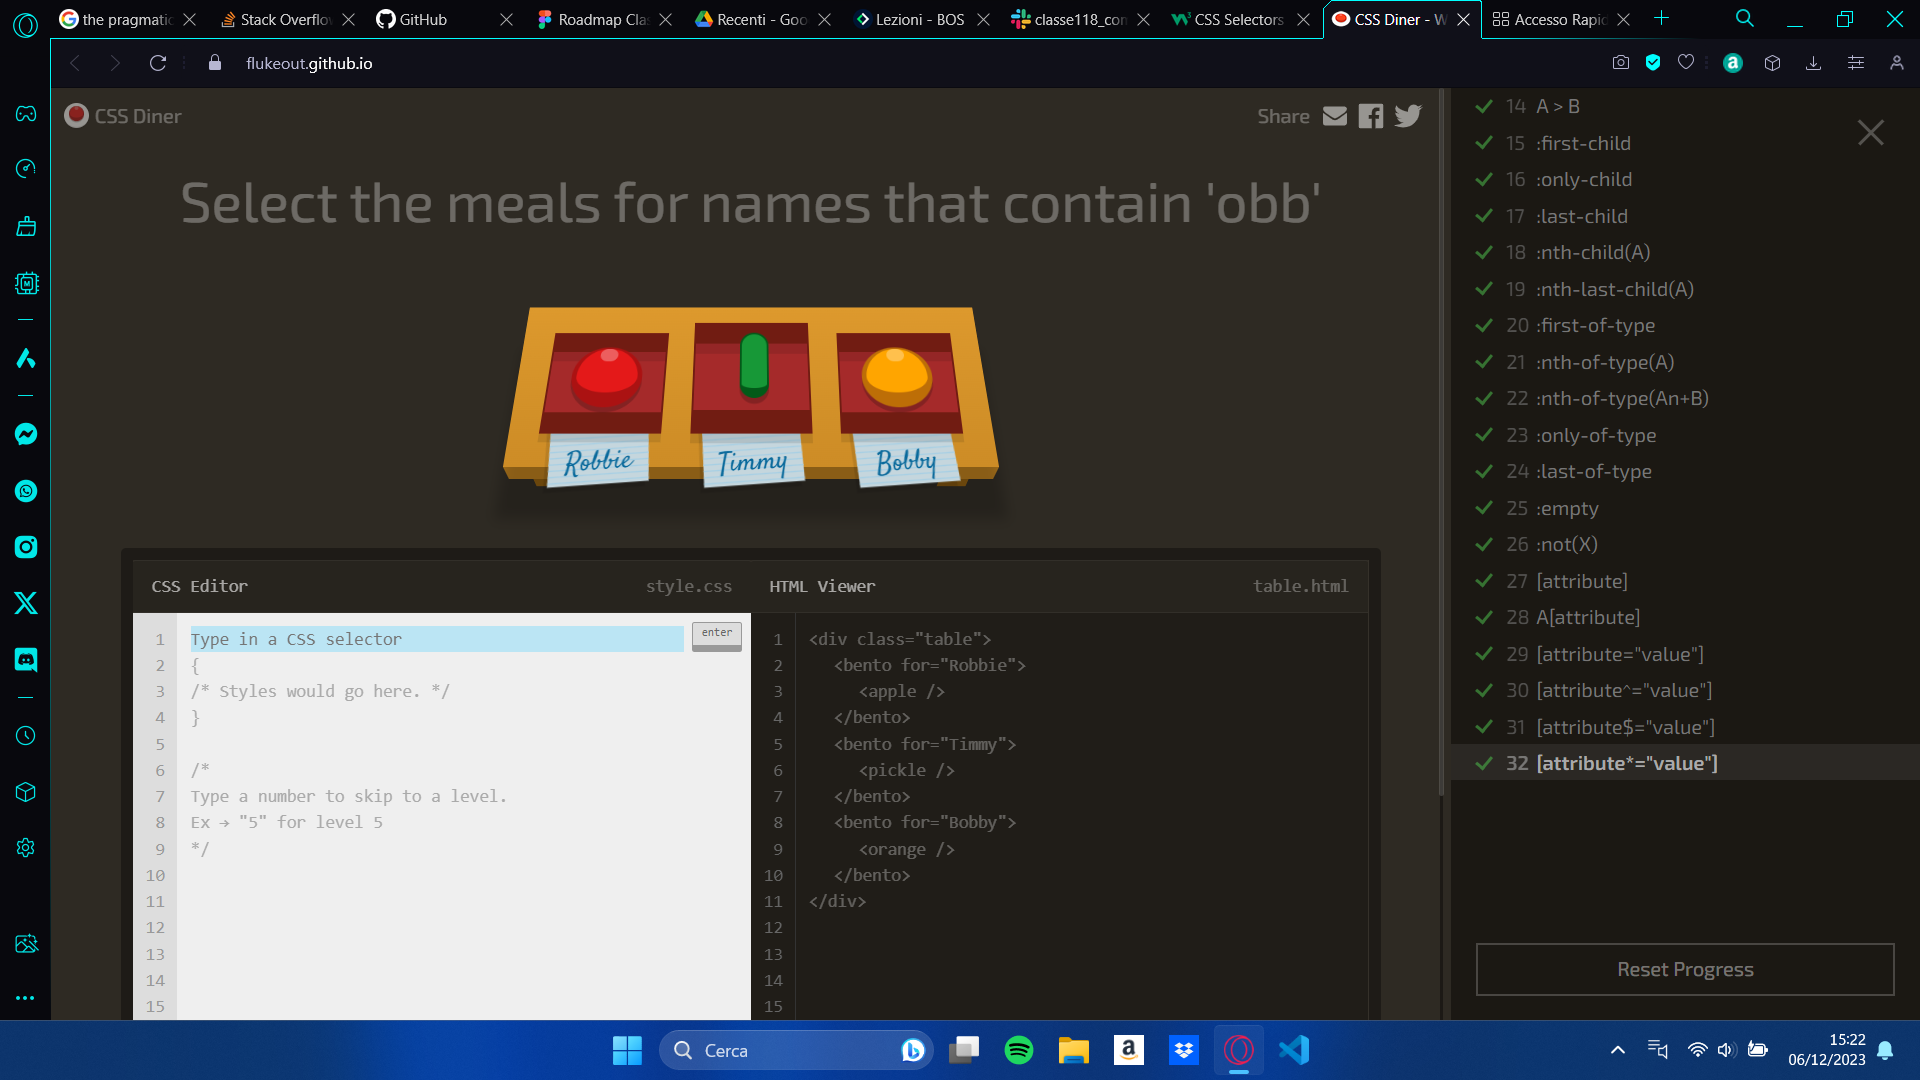 the pragmatic
Stack Overflo
GitHub
Roadmap Clas
Recenti - Goo
Lezioni - BOS
classe118_con
CSS Selectors
CSS Diner - W
Accesso Rapid
flukeout.github.io
CSS Diner
Share
Select the meals for names that contain 'obb'
Robbie
Timmy
Bobby
CSS Editor
style.css
HTML Viewer
table.html
1 Type in a CSS selector
enter
2 {
3 /* Styles would go here. */
4 }
5
6 /*
7 Type a number to skip to a level.
8 Ex → "5" for level 5
9 */
10
11
12
13
14
15
1 <div class="table">
2 <bento for="Robbie">
3 <apple />
4 </bento>
5 <bento for="Timmy">
6 <pickle />
7 </bento>
8 <bento for="Bobby">
9 <orange />
10 </bento>
11 </div>
12
13
14
15
14 A > B
15 :first-child
16 :only-child
17 :last-child
18 :nth-child(A)
19 :nth-last-child(A)
20 :first-of-type
21 :nth-of-type(A)
22 :nth-of-type(An+B)
23 :only-of-type
24 :last-of-type
25 :empty
26 :not(X)
27 [attribute]
28 A[attribute]
29 [attribute="value"]
30 [attribute^="value"]
31 [attribute$="value"]
32 [attribute*="value"]
Reset Progress
Cerca
15:22
06/12/2023